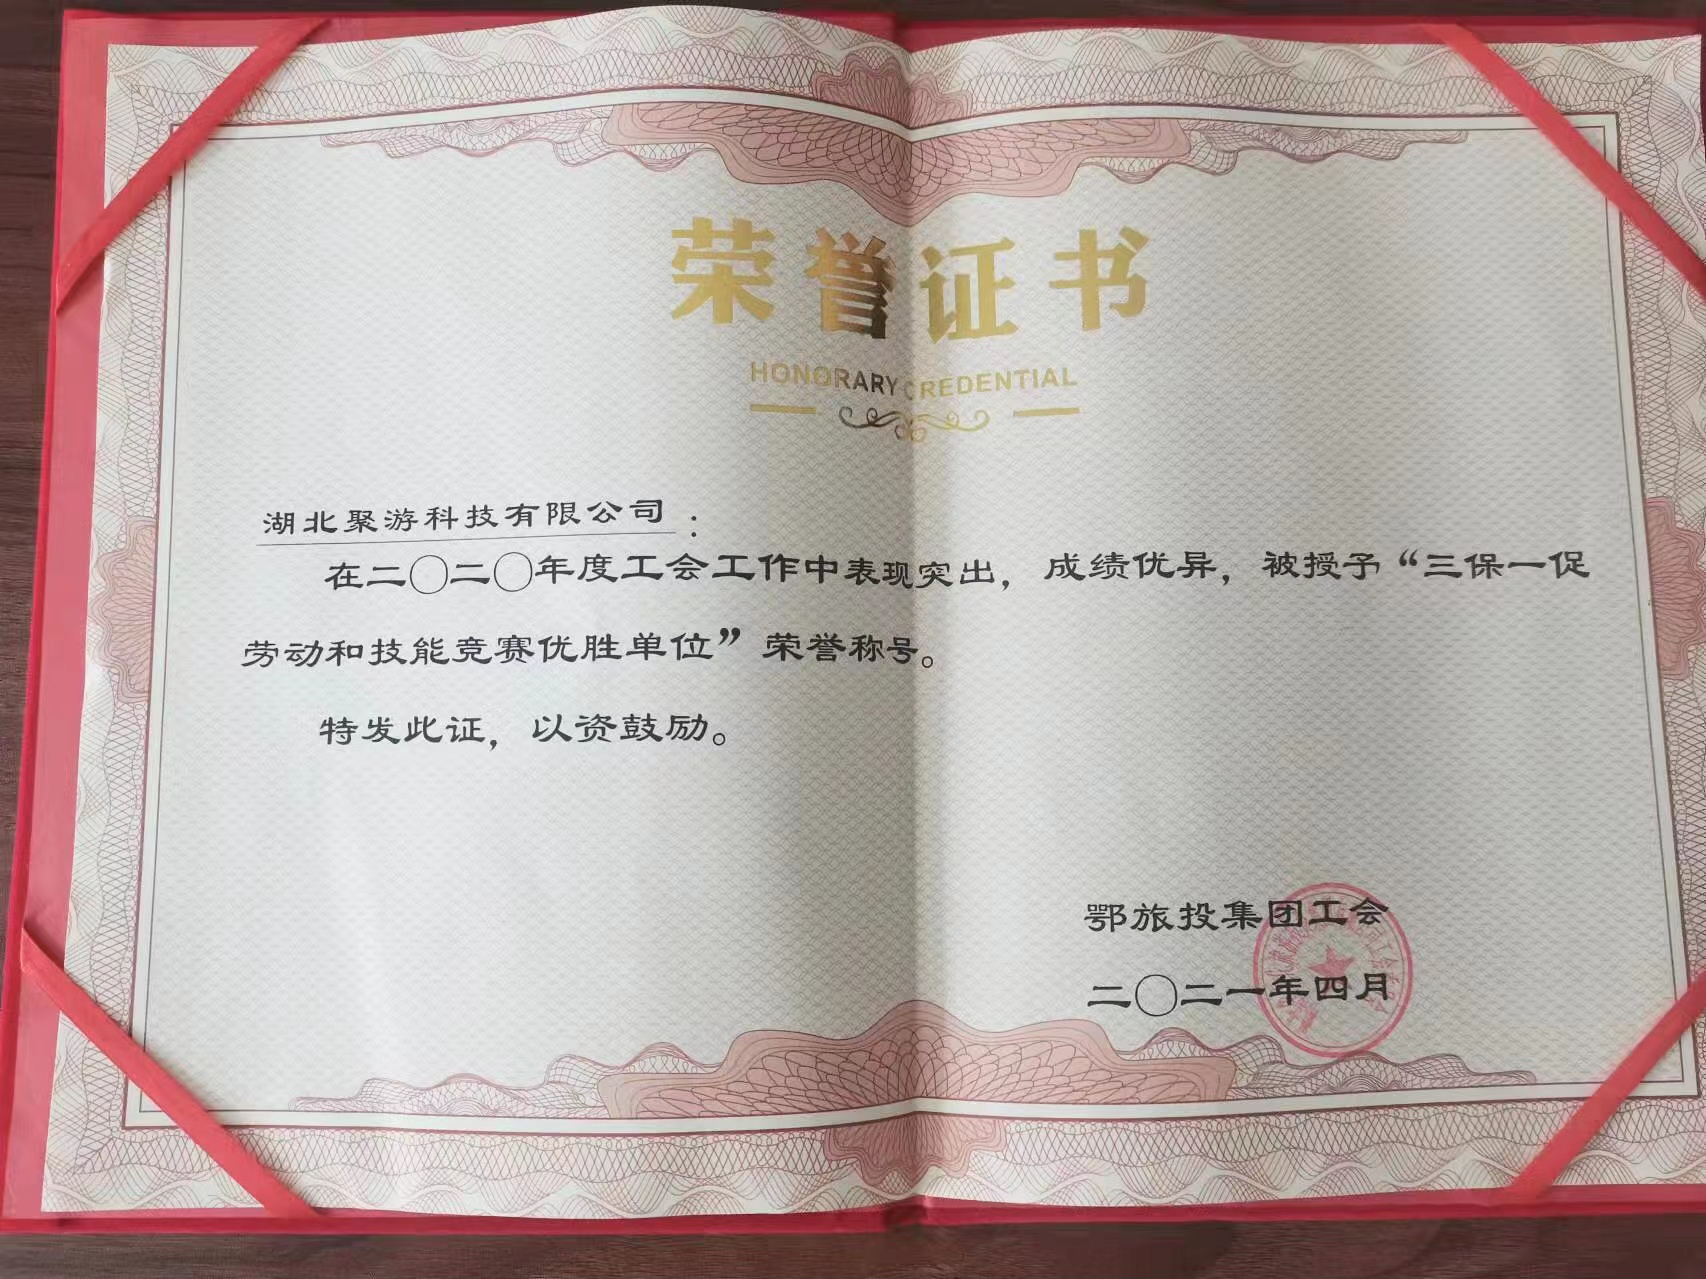 荣誉证书
HONORARY CREDENTIAL
湖北聚游科技有限公司：
在二〇二〇年度工会工作中表现突出，成绩优异，被授予“三保一促
劳动和技能竞赛优胜单位”荣誉称号。
特发此证，以资鼓励。
鄂旅投集团工会
二〇二一年四月